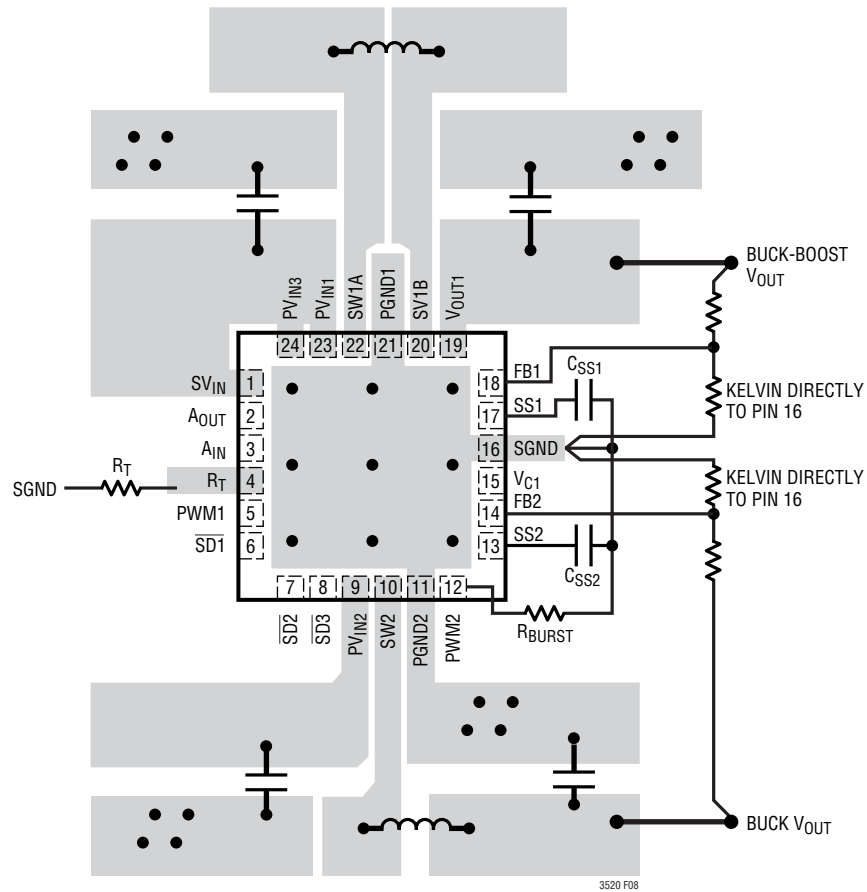 BUCK-BOOST
VOUT
PVIN3
PVIN1
SW1A
PGND1
SV1B
VOUT1
24
23
22
21
20
19
SVIN
1
AOUT
2
AIN
3
SGND
RT
RT
4
PWM1
5
SD1
6
18
FB1
CSS1
17
SS1
KELVIN DIRECTLY
TO PIN 16
16
SGND
15
VC1
14
FB2
KELVIN DIRECTLY
TO PIN 16
13
SS2
CSS2
7
8
9
10
11
12
SD2
SD3
PVIN2
SW2
PGND2
PWM2
RBURST
BUCK VOUT
3520 F08